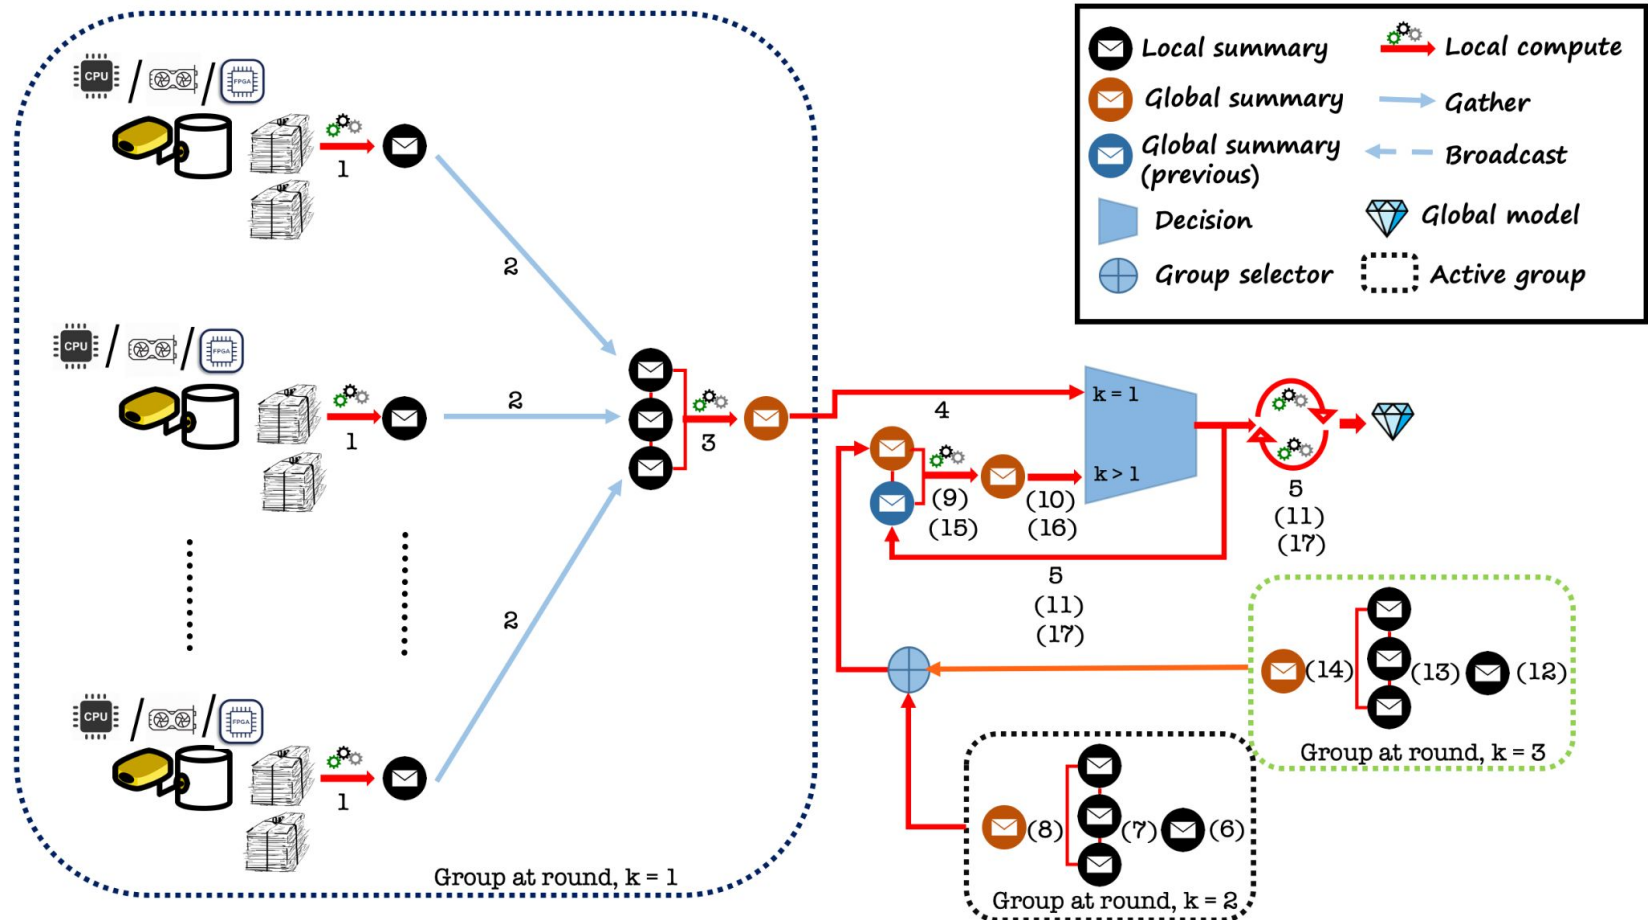 CPU
FPGA
1
2
Local summary
Local compute
Global summary
Gather
Global summary
(previous)
Broadcast
Decision
Global model
Group selector
Active group
CPU
FPGA
1
2
3
4
k = 1
k > 1
(9)
(15)
(10)
(16)
5
(11)
(17)
5
(11)
(17)
2
CPU
FPGA
1
Group at round, k = 1
(14)
(13)
(12)
Group at round, k = 3
(8)
(7)
(6)
Group at round, k = 2